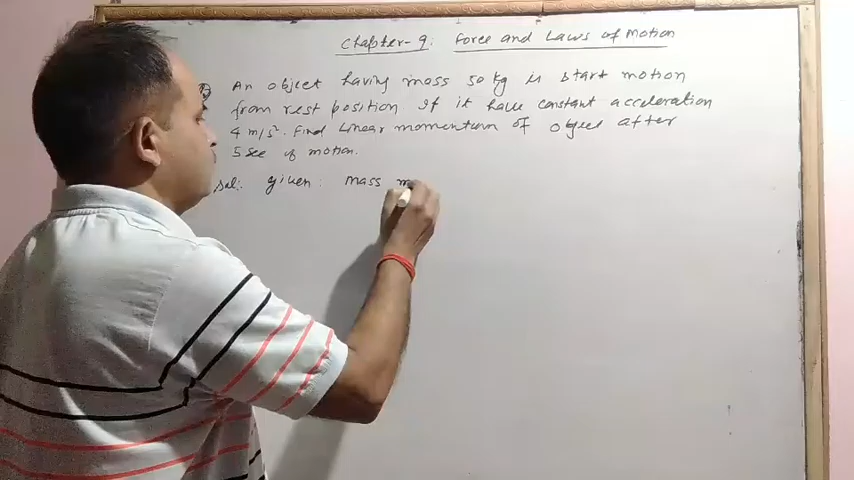 Chapter-9: Force and Laws of Motion
An object having mass 50 kg is start motion
from rest position If it have constant acceleration
4 m/s². Find Linear momentum of object after
5 sec of motion.
Sol:. given: mass m